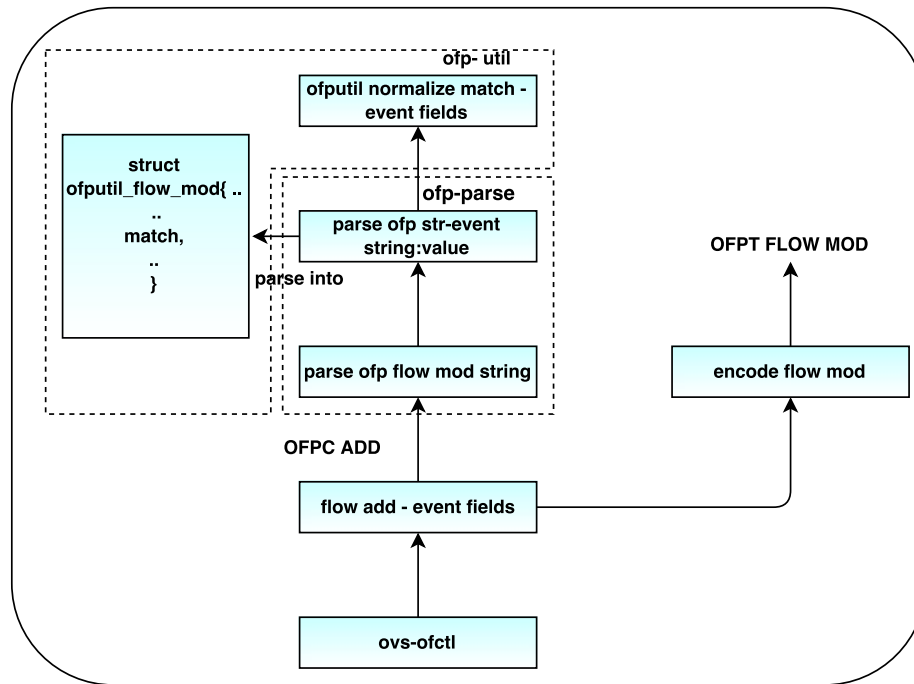 ofp- util
ofputil normalize match -
event fields
struct
ofputil_flow_mod{ ..
..
match,
..
}
ofp-parse
parse ofp str-event
string:value
parse into
OFPT FLOW MOD
parse ofp flow mod string
encode flow mod
OFPC ADD
flow add - event fields
ovs-ofctl